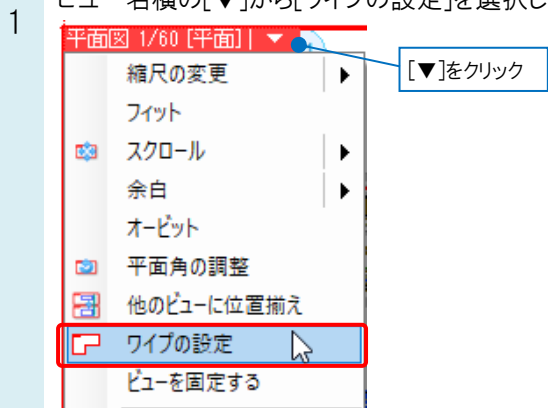 1
ビュー名横の[▼]から[ワイプの設定]を選択し
平面図 1/60 [平面] | ▼
[▼]をクリック
縮尺の変更
フィット
スクロール
余白
オービット
平面角の調整
他のビューに位置揃え
ワイプの設定
ビューを固定する